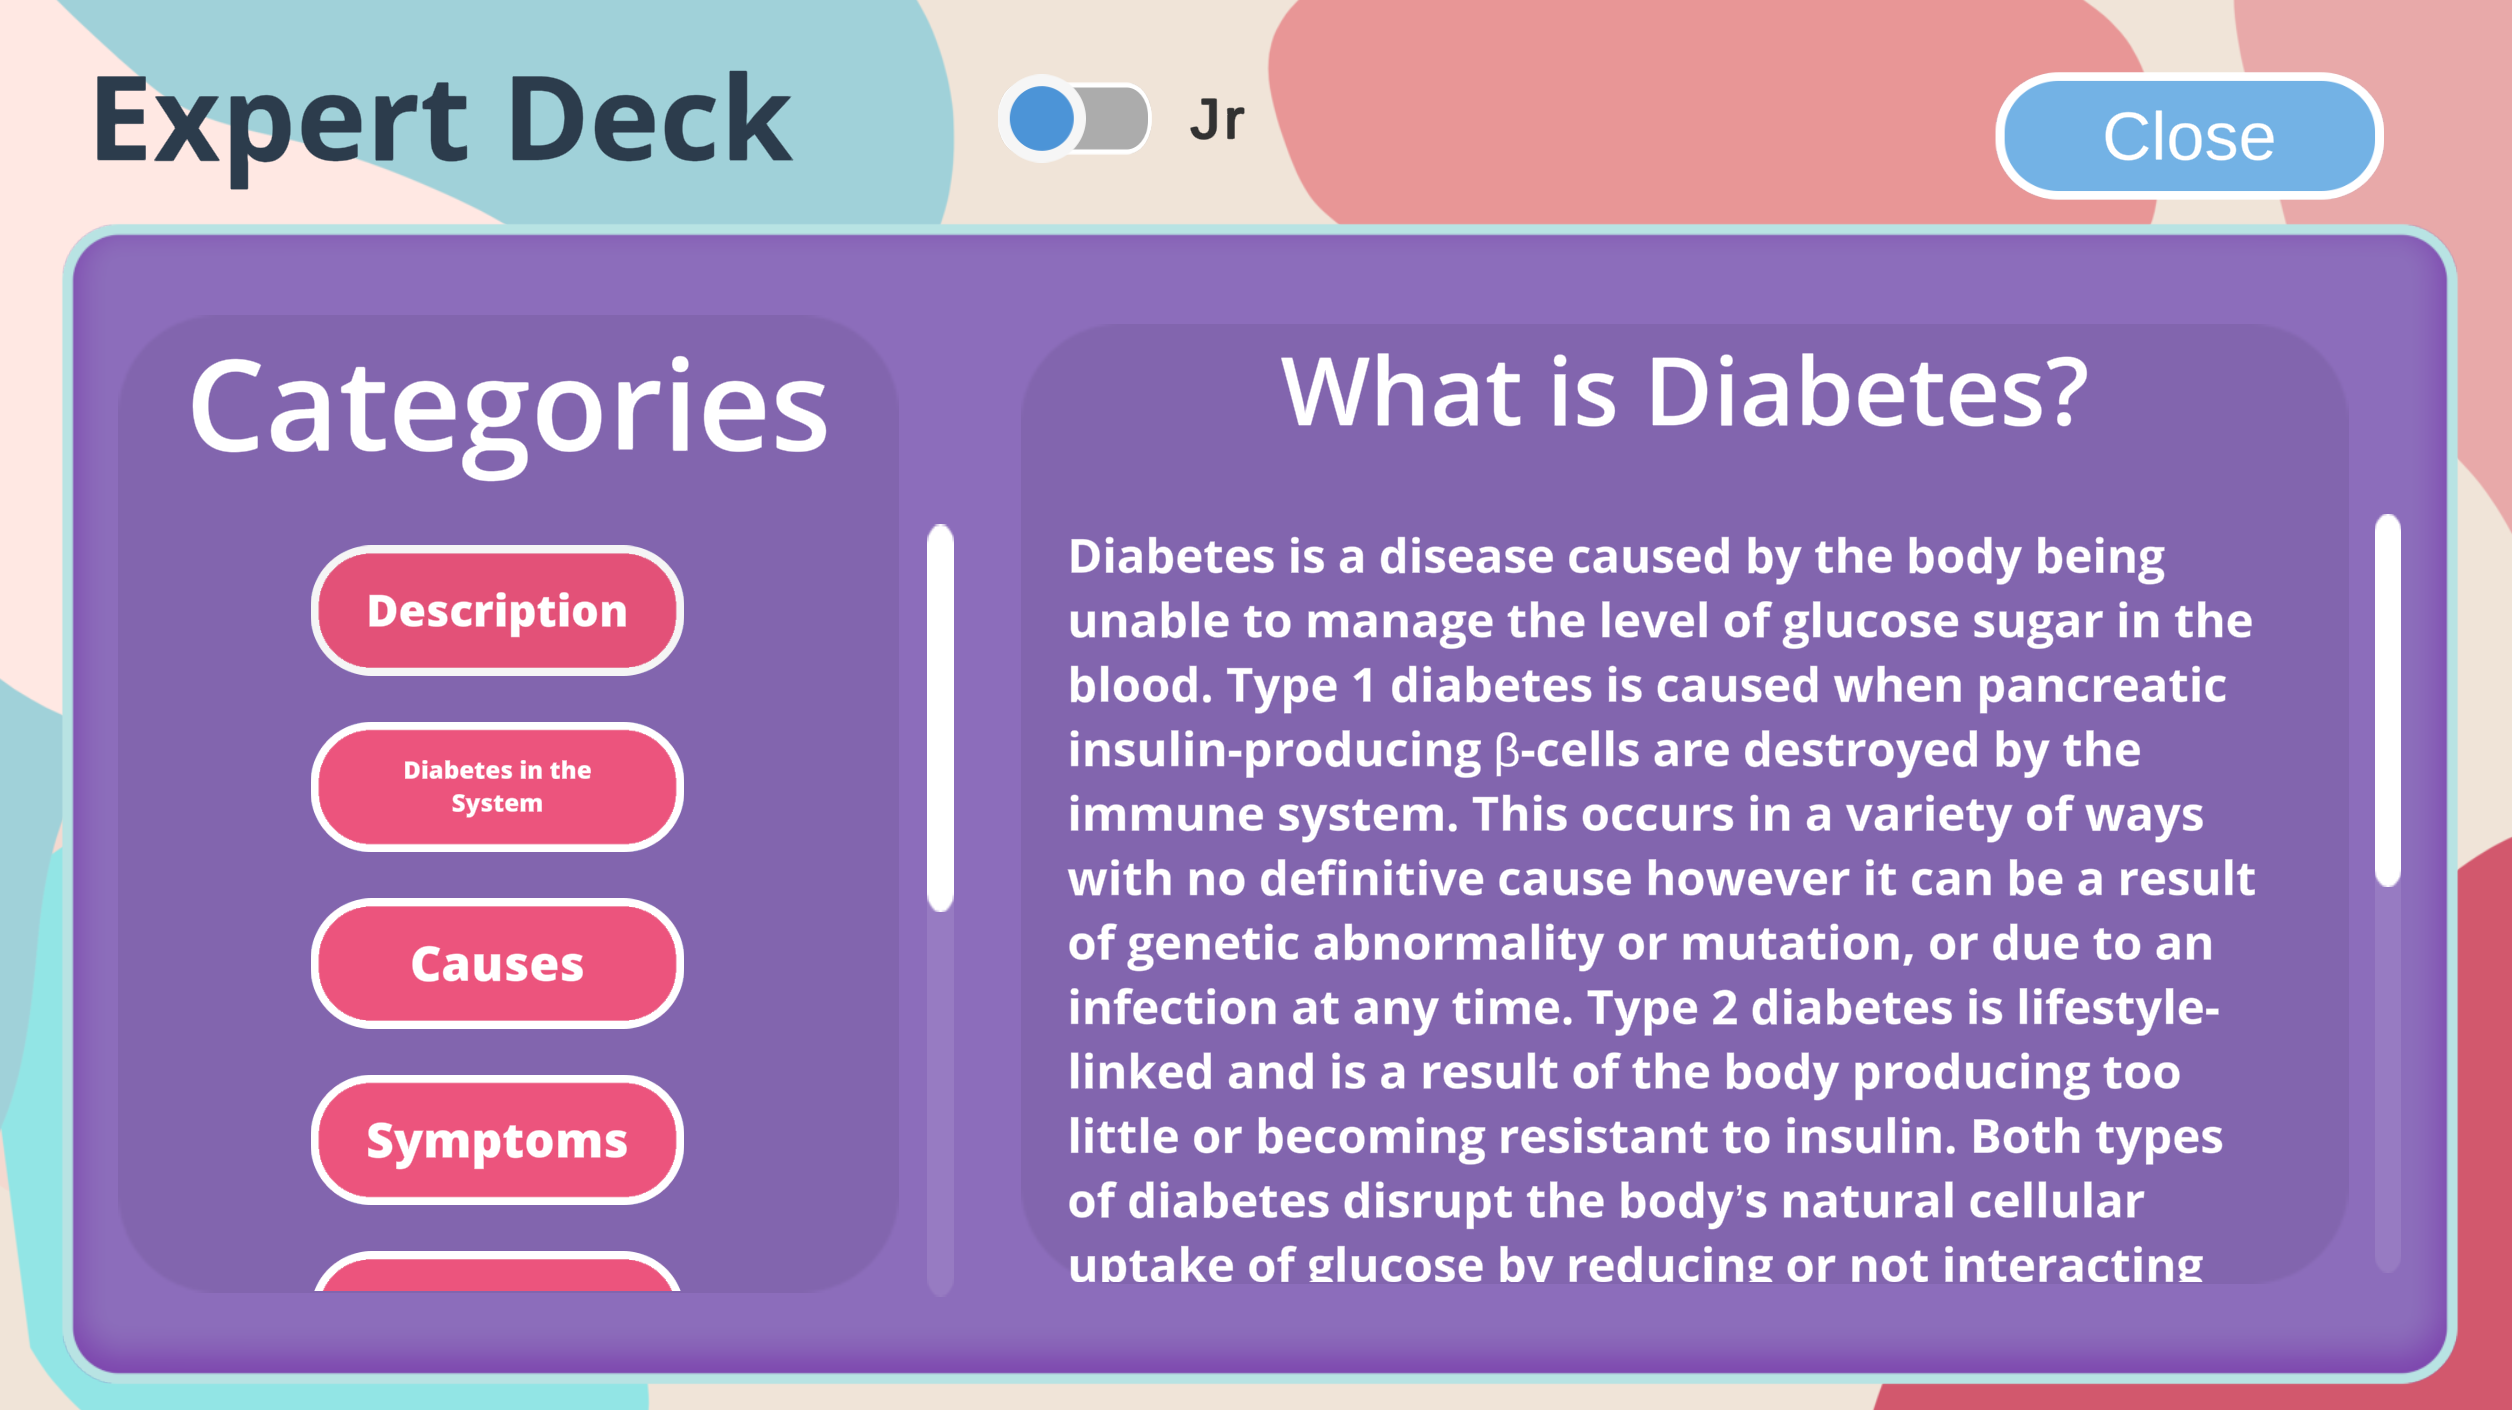 Expert Deck
Jr
Close
Categories
Description
Diabetes in the
System
Causes
Symptoms
What is Diabetes?
Diabetes is a disease caused by the body being
unable to manage the level of glucose sugar in the
blood. Type 1 diabetes is caused when pancreatic
insulin-producing β-cells are destroyed by the
immune system. This occurs in a variety of ways
with no definitive cause however it can be a result
of genetic abnormality or mutation, or due to an
infection at any time. Type 2 diabetes is lifestyle-
linked and is a result of the body producing too
little or becoming resistant to insulin. Both types
of diabetes disrupt the body’s natural cellular
uptake of glucose by reducing or not interacting